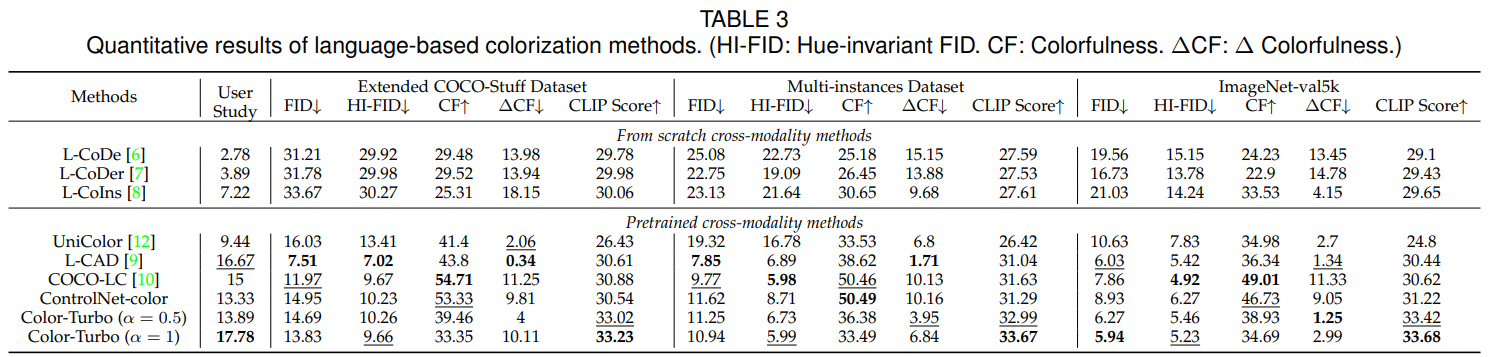 TABLE 3
Quantitative results of language-based colorization methods. (HI-FID: Hue-invariant FID. CF: Colorfulness. ΔCF: Δ Colorfulness.)
Methods User Study Extended COCO-Stuff Dataset Multi-instances Dataset ImageNet-val5k
FID↓ HI-FID↓ CF↑ ΔCF↓ CLIP Score↑ FID↓ HI-FID↓ CF↑ ΔCF↓ CLIP Score↑ FID↓ HI-FID↓ CF↑ ΔCF↓ CLIP Score↑
From scratch cross-modality methods
L-CoDe [6] 2.78 31.21 29.92 29.48 13.98 29.78 25.08 22.73 25.18 15.15 27.59 19.56 15.15 24.23 13.45 29.1
L-CoDer [7] 3.89 31.78 29.98 29.52 13.94 29.98 22.75 19.09 26.45 13.88 27.53 16.73 13.78 22.9 14.78 29.43
L-CoIns [8] 7.22 33.67 30.27 25.31 18.15 30.06 23.13 21.64 30.65 9.68 27.61 21.03 14.24 33.53 4.15 29.65
Pretrained cross-modality methods
UniColor [12] 9.44 16.03 13.41 41.4 2.06 26.43 19.32 16.78 33.53 6.8 26.42 10.63 7.83 34.98 2.7 24.8
L-CAD [9] 16.67 7.51 7.02 43.8 0.34 30.61 7.85 6.89 38.62 1.71 31.04 6.03 5.42 36.34 1.34 30.44
COCO-LC [10] 15 11.97 9.67 54.71 11.25 30.88 9.77 5.98 50.46 10.13 31.63 7.86 4.92 49.01 11.33 30.62
ControlNet-color 13.33 14.95 10.23 53.33 9.81 30.54 11.62 8.71 50.49 10.16 31.29 8.93 6.27 46.73 9.05 31.22
Color-Turbo (α = 0.5) 13.89 14.69 10.26 39.46 4 33.02 11.25 6.73 36.38 3.95 32.99 6.27 5.46 38.93 1.25 33.42
Color-Turbo (α = 1) 17.78 13.83 9.66 33.35 10.11 33.23 10.94 5.99 33.49 6.84 33.67 5.94 5.23 34.69 2.99 33.68